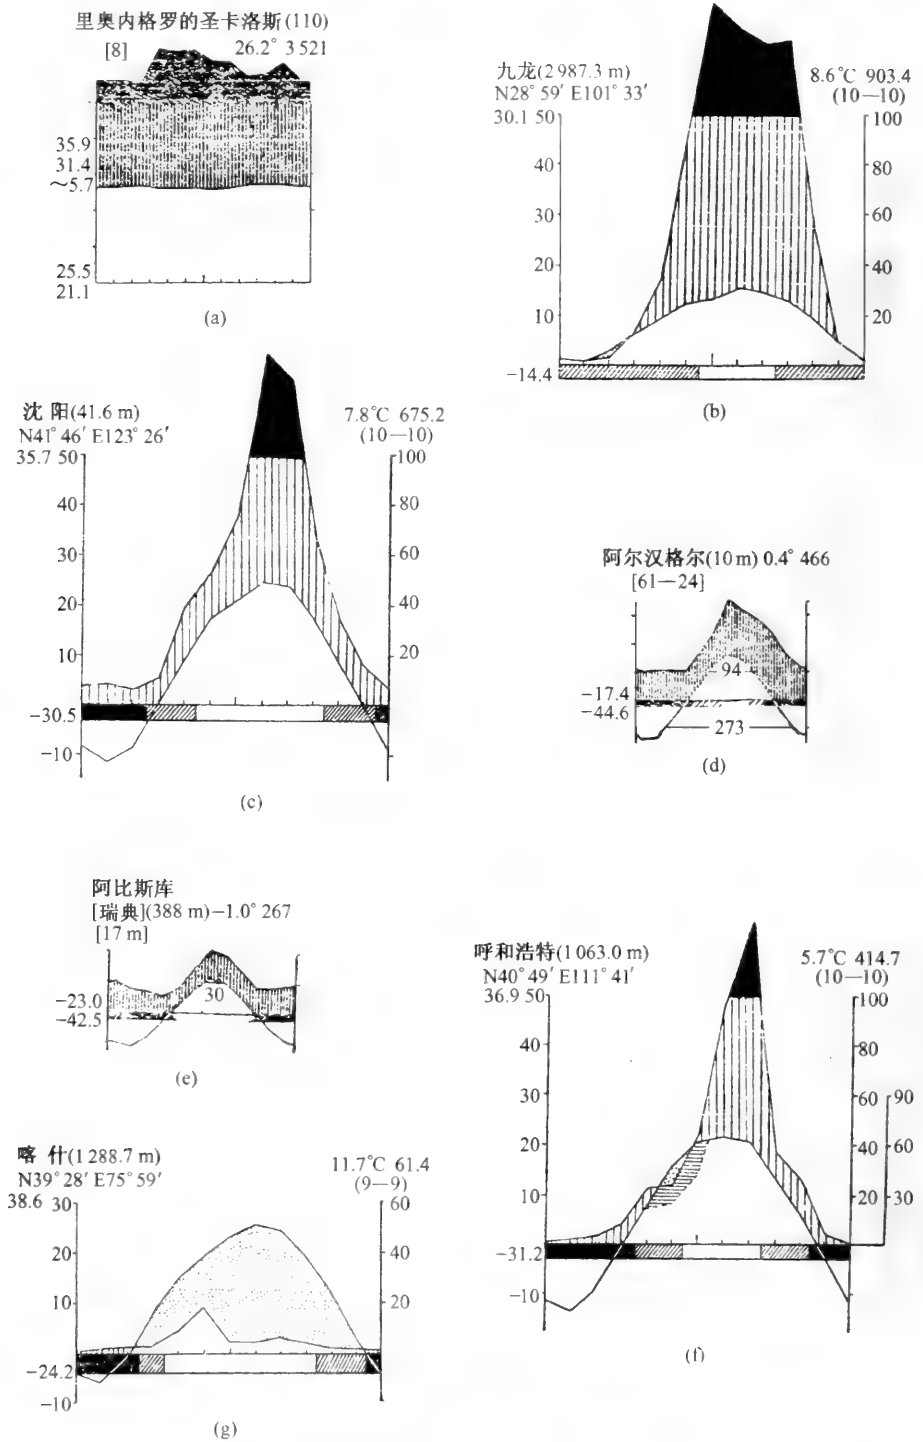 里奥内格罗的圣卡洛斯(110)
[8] 26.2° 3 521
35.9
31.4
~5.7
25.5
21.1
(a)
九龙(2 987.3 m)
N28° 59′ E101° 33′
8.6℃ 903.4
(10—10)
30.1 50 100
40 80
30 60
20 40
10 20
-14.4
(b)
沈 阳(41.6 m)
N41° 46′ E123° 26′
7.8℃ 675.2
(10—10)
35.7 50 100
40 80
30 60
20 40
10 20
-30.5
-10
(c)
阿尔汉格尔(10 m) 0.4° 466
[61—24]
94
-17.4
-44.6
273
(d)
阿比斯库
[瑞典](388 m)-1.0° 267
[17 m]
30
-23.0
-42.5
(e)
呼和浩特(1 063.0 m)
N40° 49′ E111° 41′
5.7℃ 414.7
(10—10)
36.9 50 100
40 80
30 60 90
20 40 60
10 20 30
-31.2
-10
(f)
喀 什(1 288.7 m)
N39° 28′ E75° 59′
11.7℃ 61.4
(9—9)
38.6 30 60
20 40
10 20
-24.2
-10
(g)